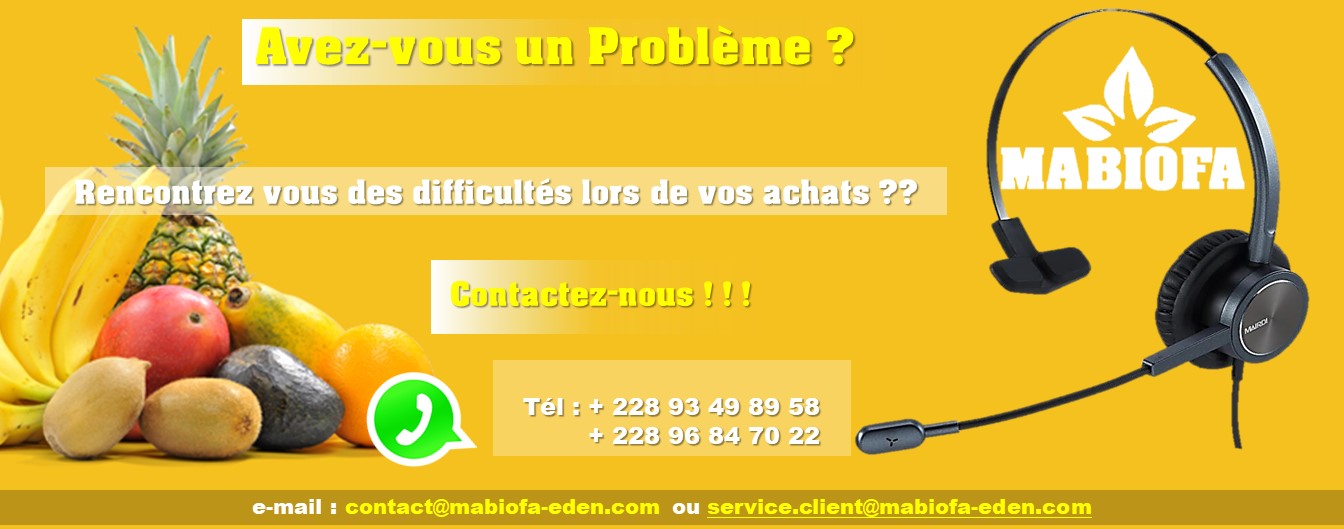 Avez-vous un Problème ?
MABIOFA
Rencontrez vous des difficultés lors de vos achats ??
Contactez-nous ! ! !
MAIRDI
Tél : + 228 93 49 89 58
+ 228 96 84 70 22
e-mail : contact@mabiofa-eden.com ou service.client@mabiofa-eden.com